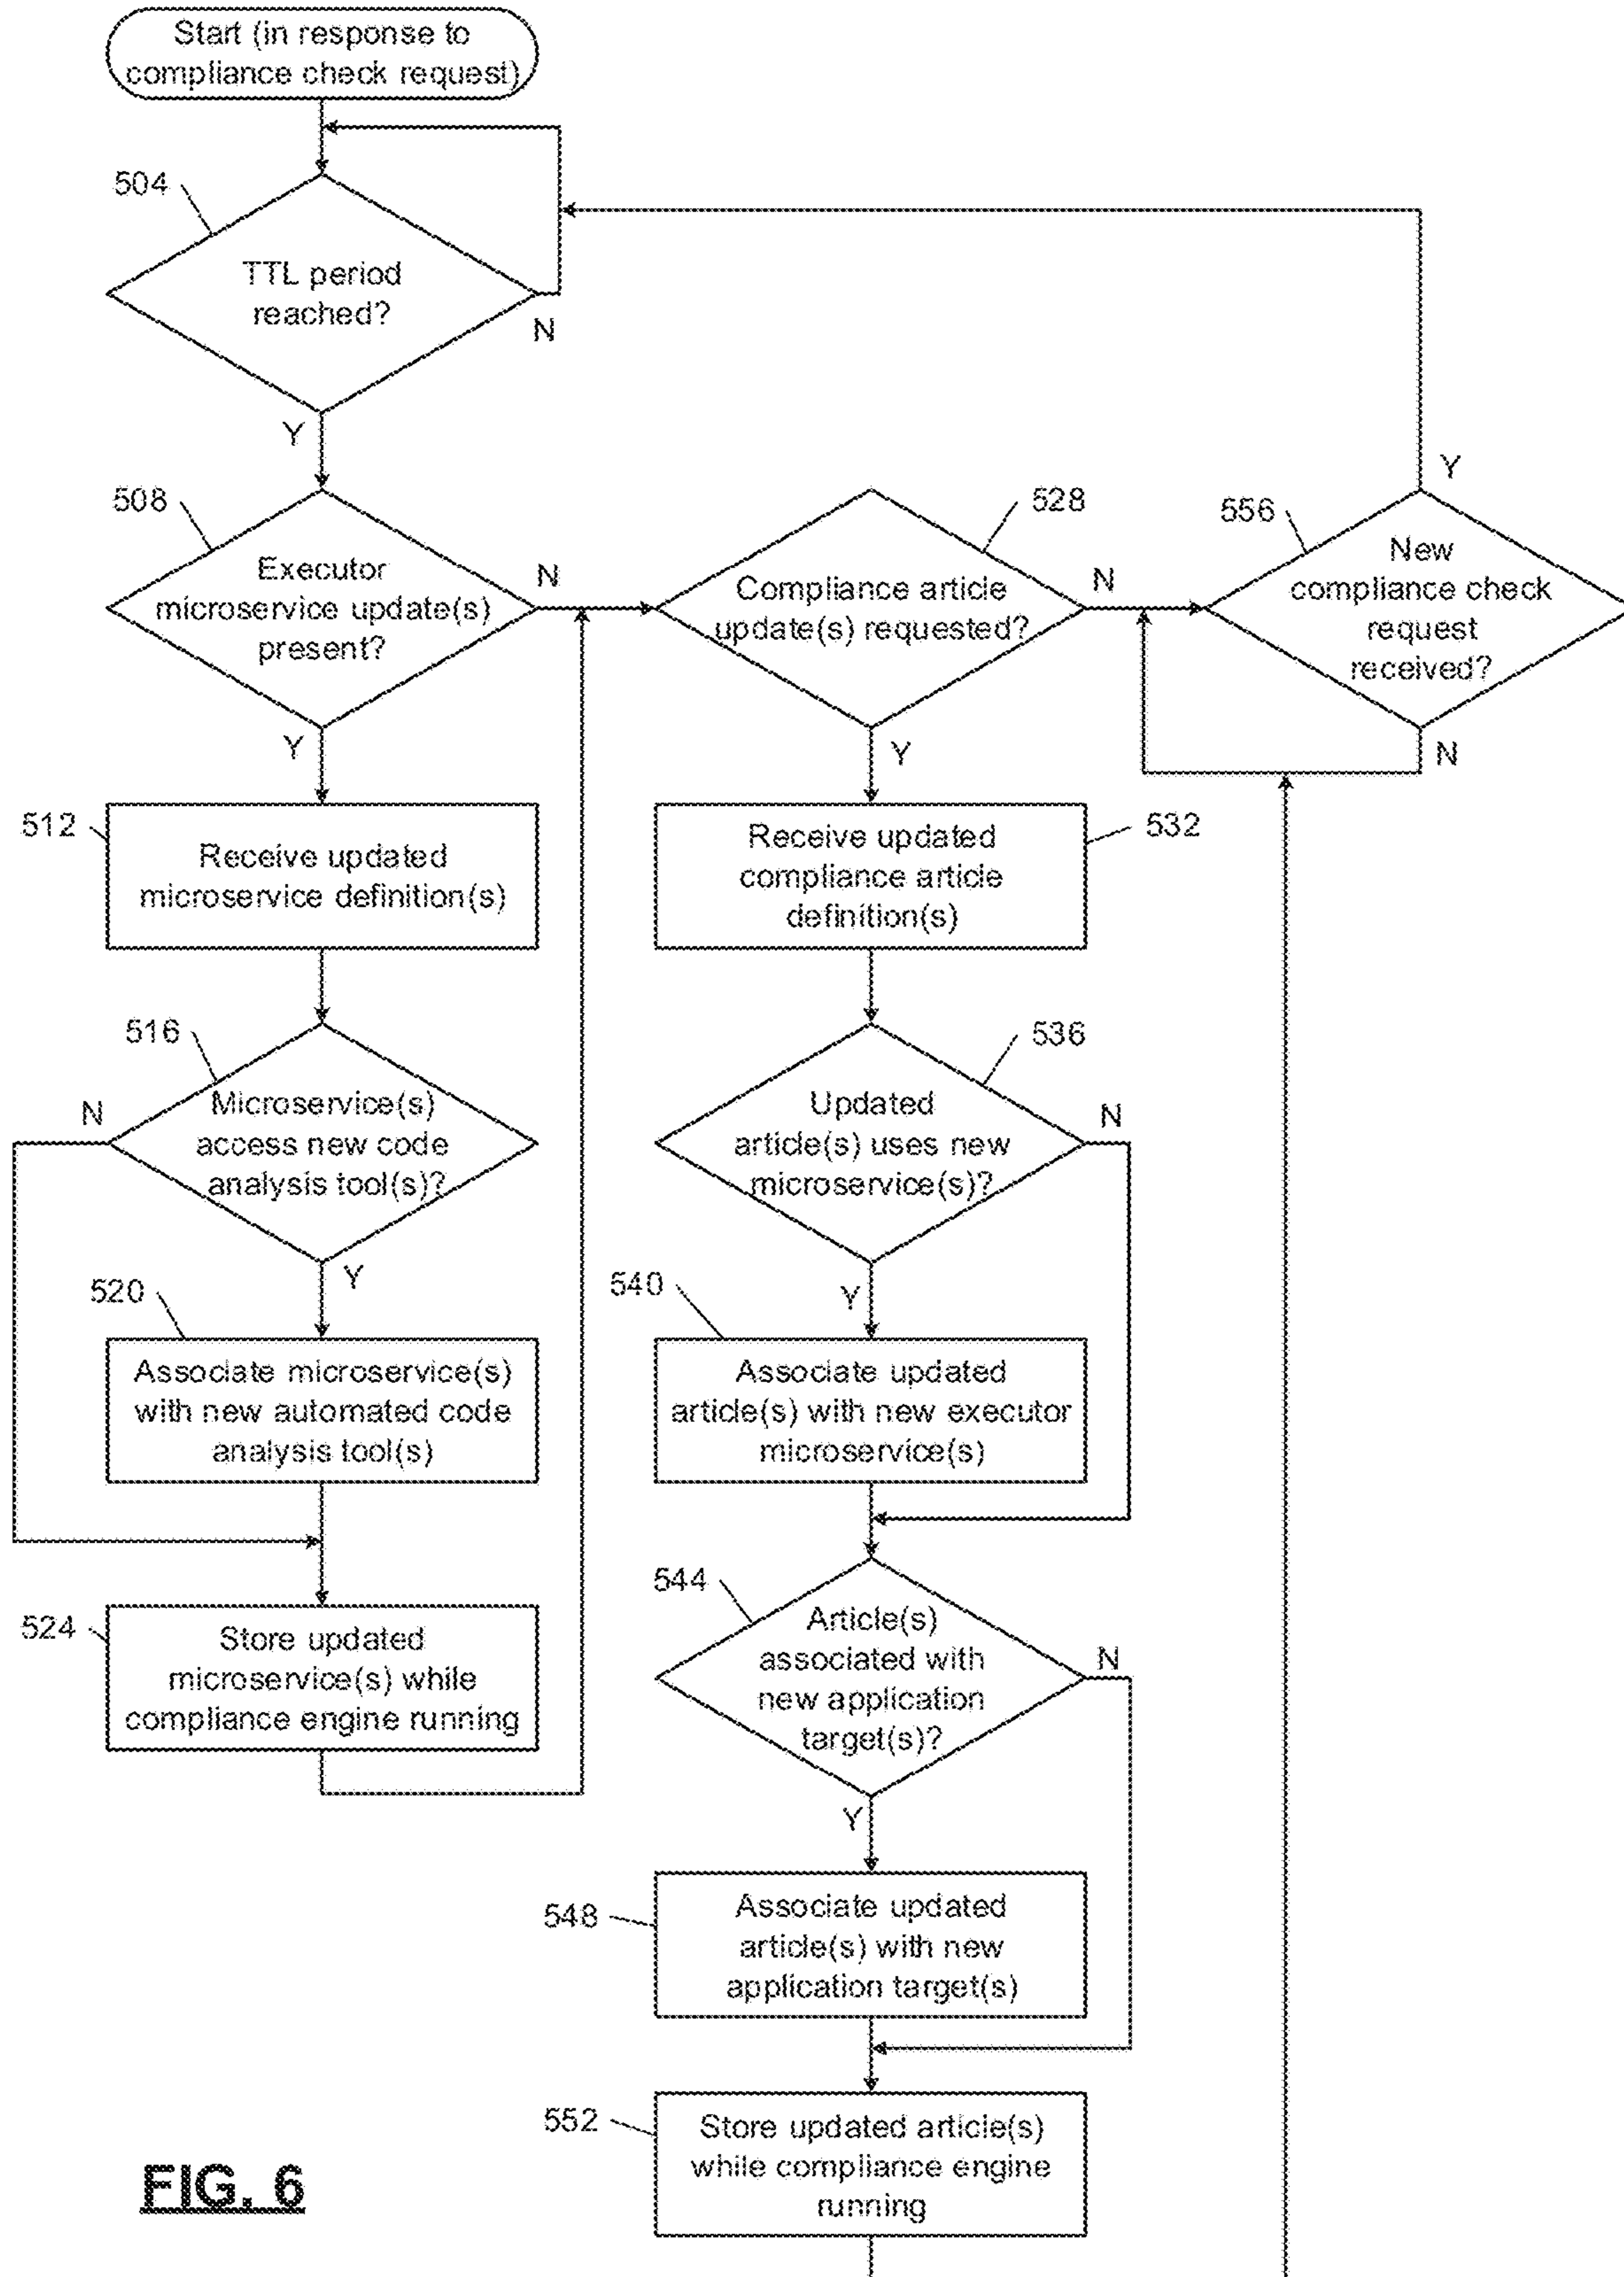 Start (in response to
compliance check request)
504
TTL period
reached?
N
Y
508
Executor
microservice update(s)
present?
N
Y
528
Compliance article
update(s) requested?
N
Y
556
New
compliance check
request
received?
Y
N
512
Receive updated
microservice definition(s)
532
Receive updated
compliance article
definition(s)
516
Microservice(s)
access new code
analysis tool(s)?
N
Y
536
Updated
article(s) uses new
microservice(s)?
N
Y
520
Associate microservice(s)
with new automated code
analysis tool(s)
540
Associate updated
article(s) with new executor
microservice(s)
524
Store updated
microservice(s) while
compliance engine running
544
Article(s)
associated with
new application
target(s)?
N
Y
548
Associate updated
article(s) with new
application target(s)
552
Store updated article(s)
while compliance engine
running
FIG. 6